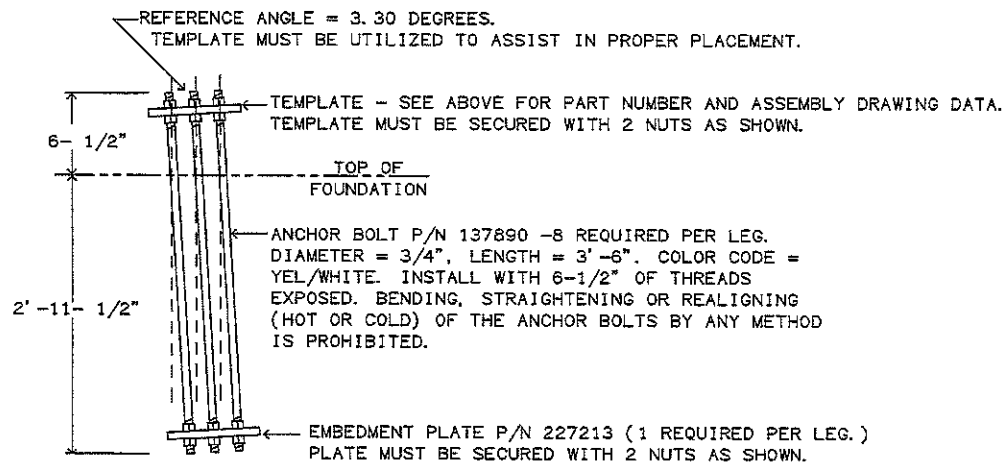 REFERENCE ANGLE = 3.30 DEGREES.
TEMPLATE MUST BE UTILIZED TO ASSIST IN PROPER PLACEMENT.
TEMPLATE - SEE ABOVE FOR PART NUMBER AND ASSEMBLY DRAWING DATA.
TEMPLATE MUST BE SECURED WITH 2 NUTS AS SHOWN.
6- 1/2"
TOP OF
FOUNDATION
ANCHOR BOLT P/N 137890 -8 REQUIRED PER LEG.
DIAMETER = 3/4", LENGTH = 3'-6". COLOR CODE =
YEL/WHITE. INSTALL WITH 6-1/2" OF THREADS
EXPOSED. BENDING, STRAIGHTENING OR REALIGNING
(HOT OR COLD) OF THE ANCHOR BOLTS BY ANY METHOD
IS PROHIBITED.
2'-11- 1/2"
EMBEDMENT PLATE P/N 227213 (1 REQUIRED PER LEG.)
PLATE MUST BE SECURED WITH 2 NUTS AS SHOWN.